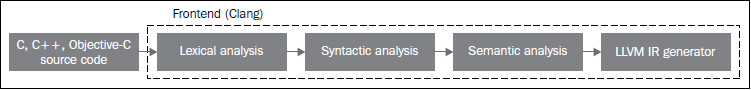 Frontend (Clang)
C, C++, Objective-C
source code
Lexical analysis
Syntactic analysis
Semantic analysis
LLVM IR generator